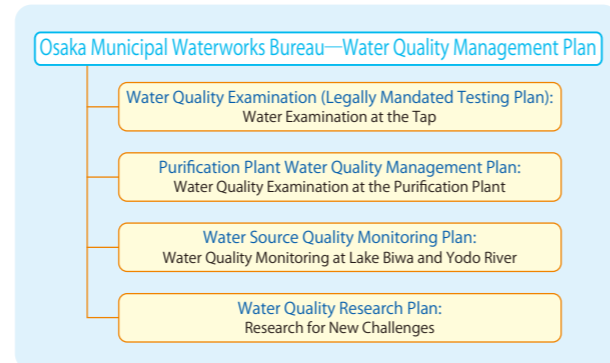 Osaka Municipal Waterworks Bureau—Water Quality Management Plan
Water Quality Examination (Legally Mandated Testing Plan):
Water Examination at the Tap
Purification Plant Water Quality Management Plan:
Water Quality Examination at the Purification Plant
Water Source Quality Monitoring Plan:
Water Quality Monitoring at Lake Biwa and Yodo River
Water Quality Research Plan:
Research for New Challenges